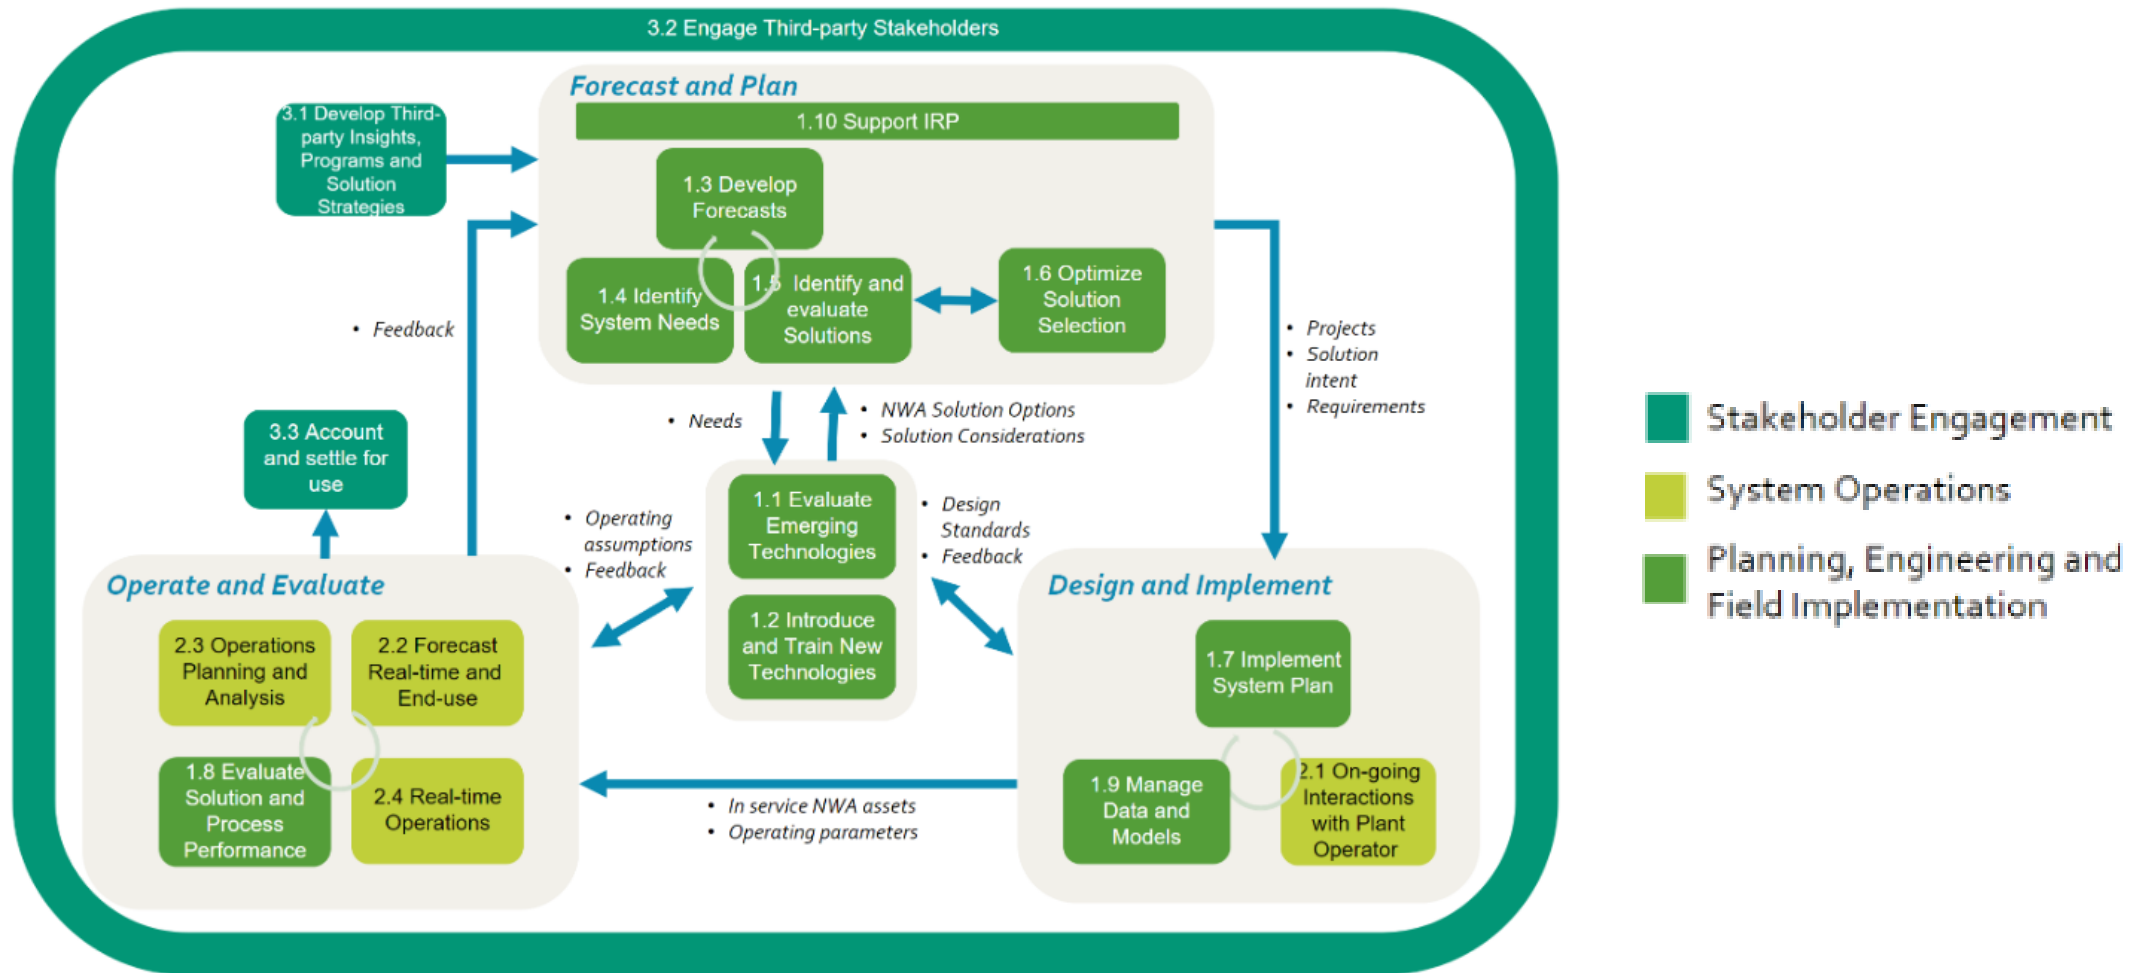 3.2 Engage Third-party Stakeholders
Forecast and Plan
1.10 Support IRP
3.1 Develop Third-
party Insights,
Programs and
Solution
Strategies
1.3 Develop
Forecasts
1.4 Identify
System Needs
1.5 Identify and
evaluate
Solutions
1.6 Optimize
Solution
Selection
• Feedback
• Projects
• Solution
intent
• Requirements
• Needs
• NWA Solution Options
• Solution Considerations
3.3 Account
and settle for
use
1.1 Evaluate
Emerging
Technologies
1.2 Introduce
and Train New
Technologies
• Operating
assumptions
• Feedback
• Design
Standards
• Feedback
Operate and Evaluate
2.3 Operations
Planning and
Analysis
2.2 Forecast
Real-time and
End-use
1.8 Evaluate
Solution and
Process
Performance
2.4 Real-time
Operations
Design and Implement
1.7 Implement
System Plan
1.9 Manage
Data and
Models
2.1 On-going
Interactions
with Plant
Operator
• In service NWA assets
• Operating parameters
Stakeholder Engagement
System Operations
Planning, Engineering and
Field Implementation